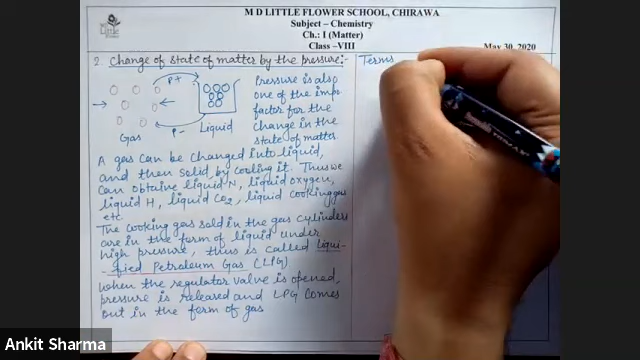 M D LITTLE FLOWER SCHOOL, CHIRAWA
Subject – Chemistry
Ch.: I (Matter)
Class –VIII
May 30, 2020
2. Change of state of matter by the pressure:-
P+
P-
Gas
Liquid
Pressure is also
one of the imp.
factor for the
change in the
state of matter.
A gas can be changed into liquid,
and then solid by cooling it. Thus we
can obtaine liquid N, liquid oxygen,
liquid H, liquid CO2, liquid cooking gas
etc.
The cooking gas sold in the gas cylinders
are in the form of liquid under
high pressure, thus is called Liqui-
-fied Petroleum Gas (LPG)
when the regulator valve is opened,
pressure is released and LPG comes
out in the form of gas
Terms
Ankit Sharma